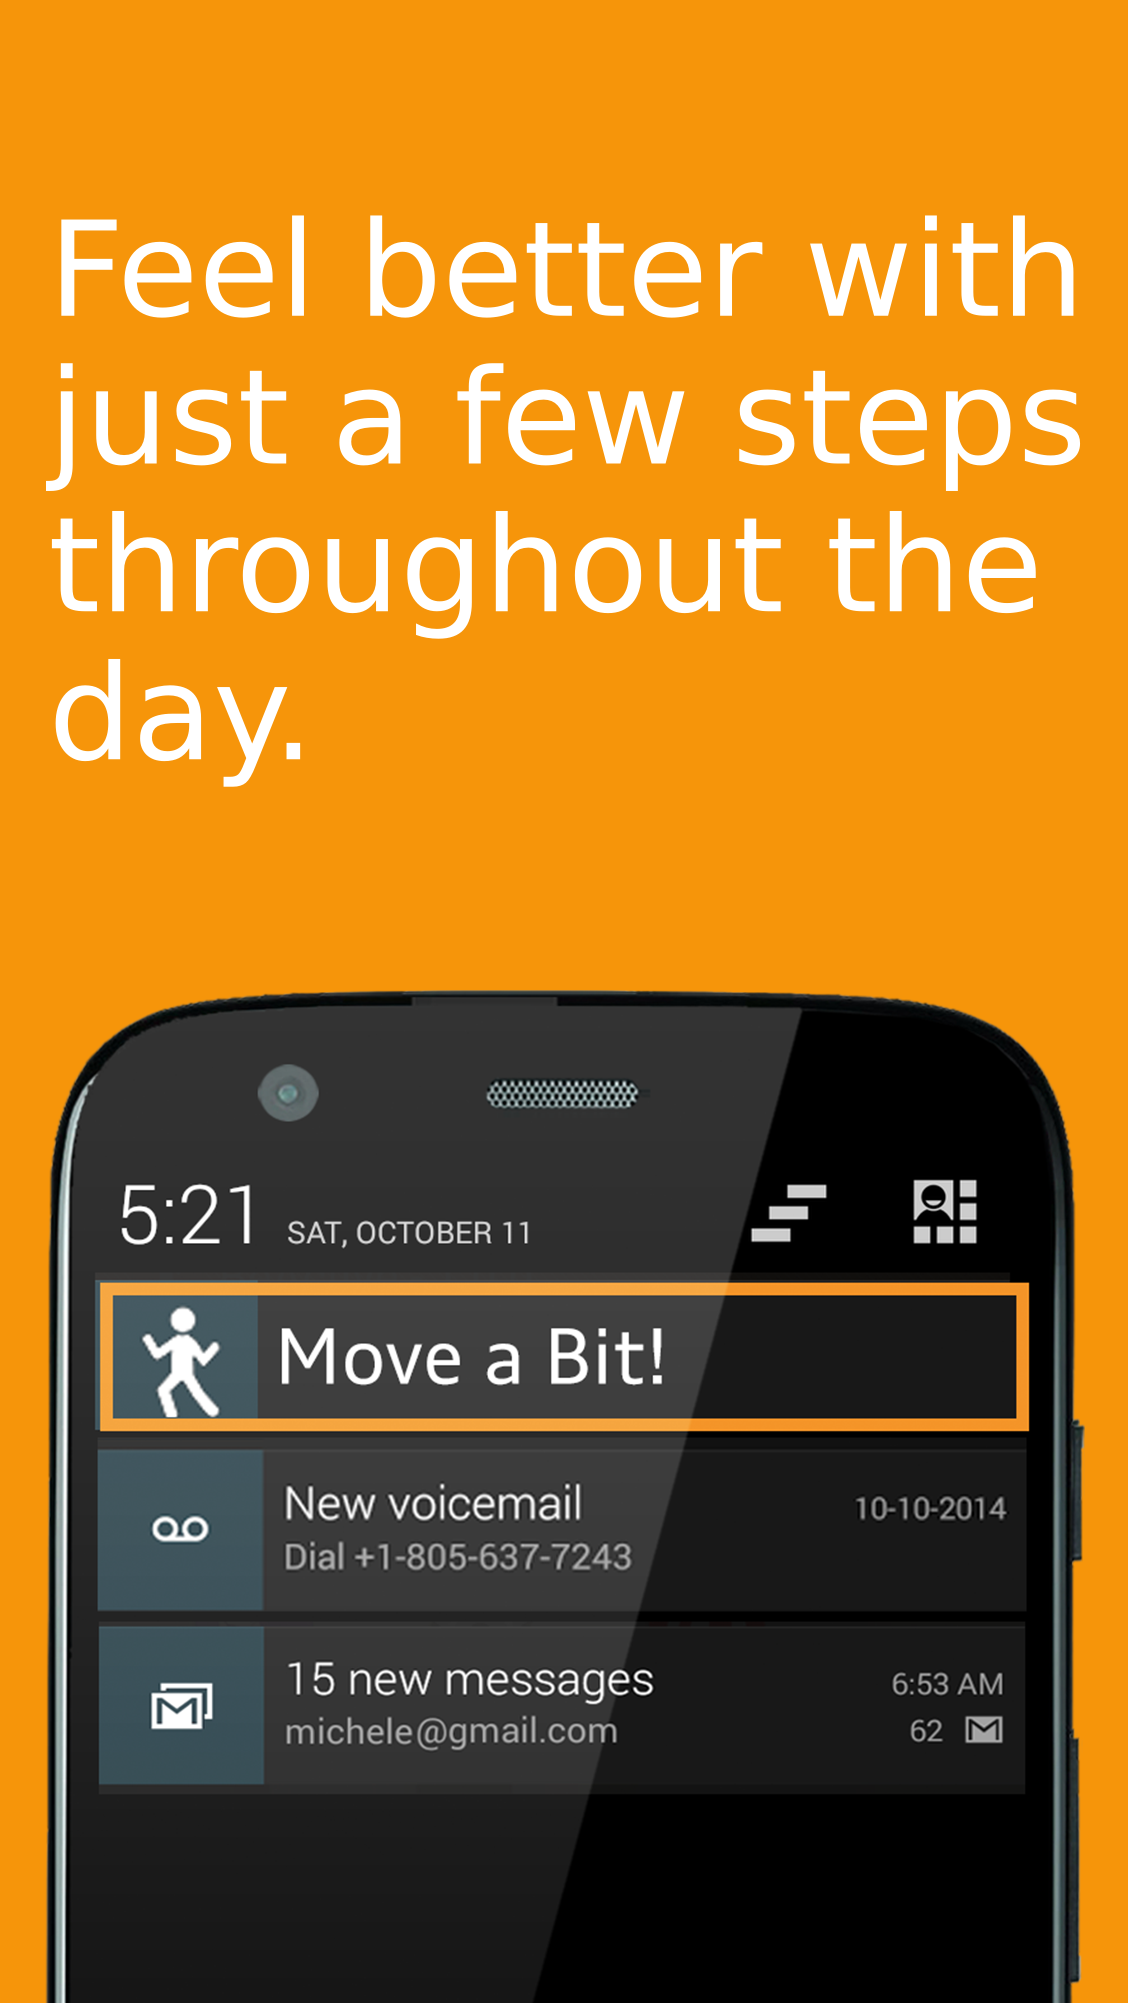 Feel better with
just a few steps
throughout the
day.
5:21 SAT, OCTOBER 11
Move a Bit!
New voicemail 10-10-2014
Dial +1-805-637-7243
15 new messages 6:53 AM
michele@gmail.com 62